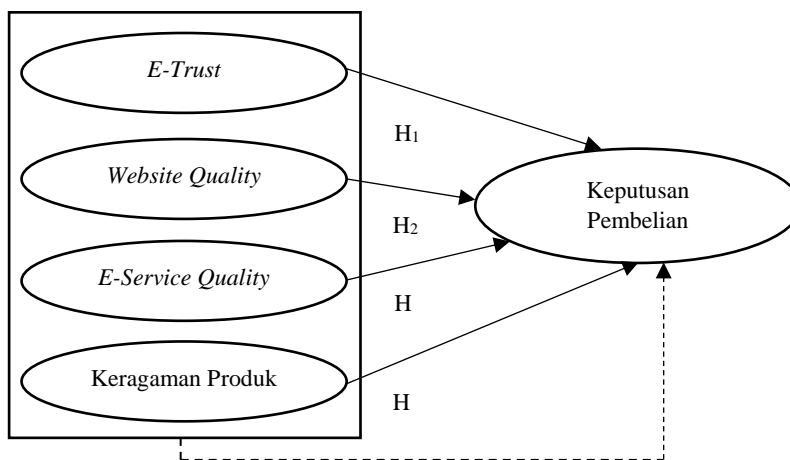 E-Trust
H1
Website Quality
Keputusan
Pembelian
H2
E-Service Quality
H
Keragaman Produk
H